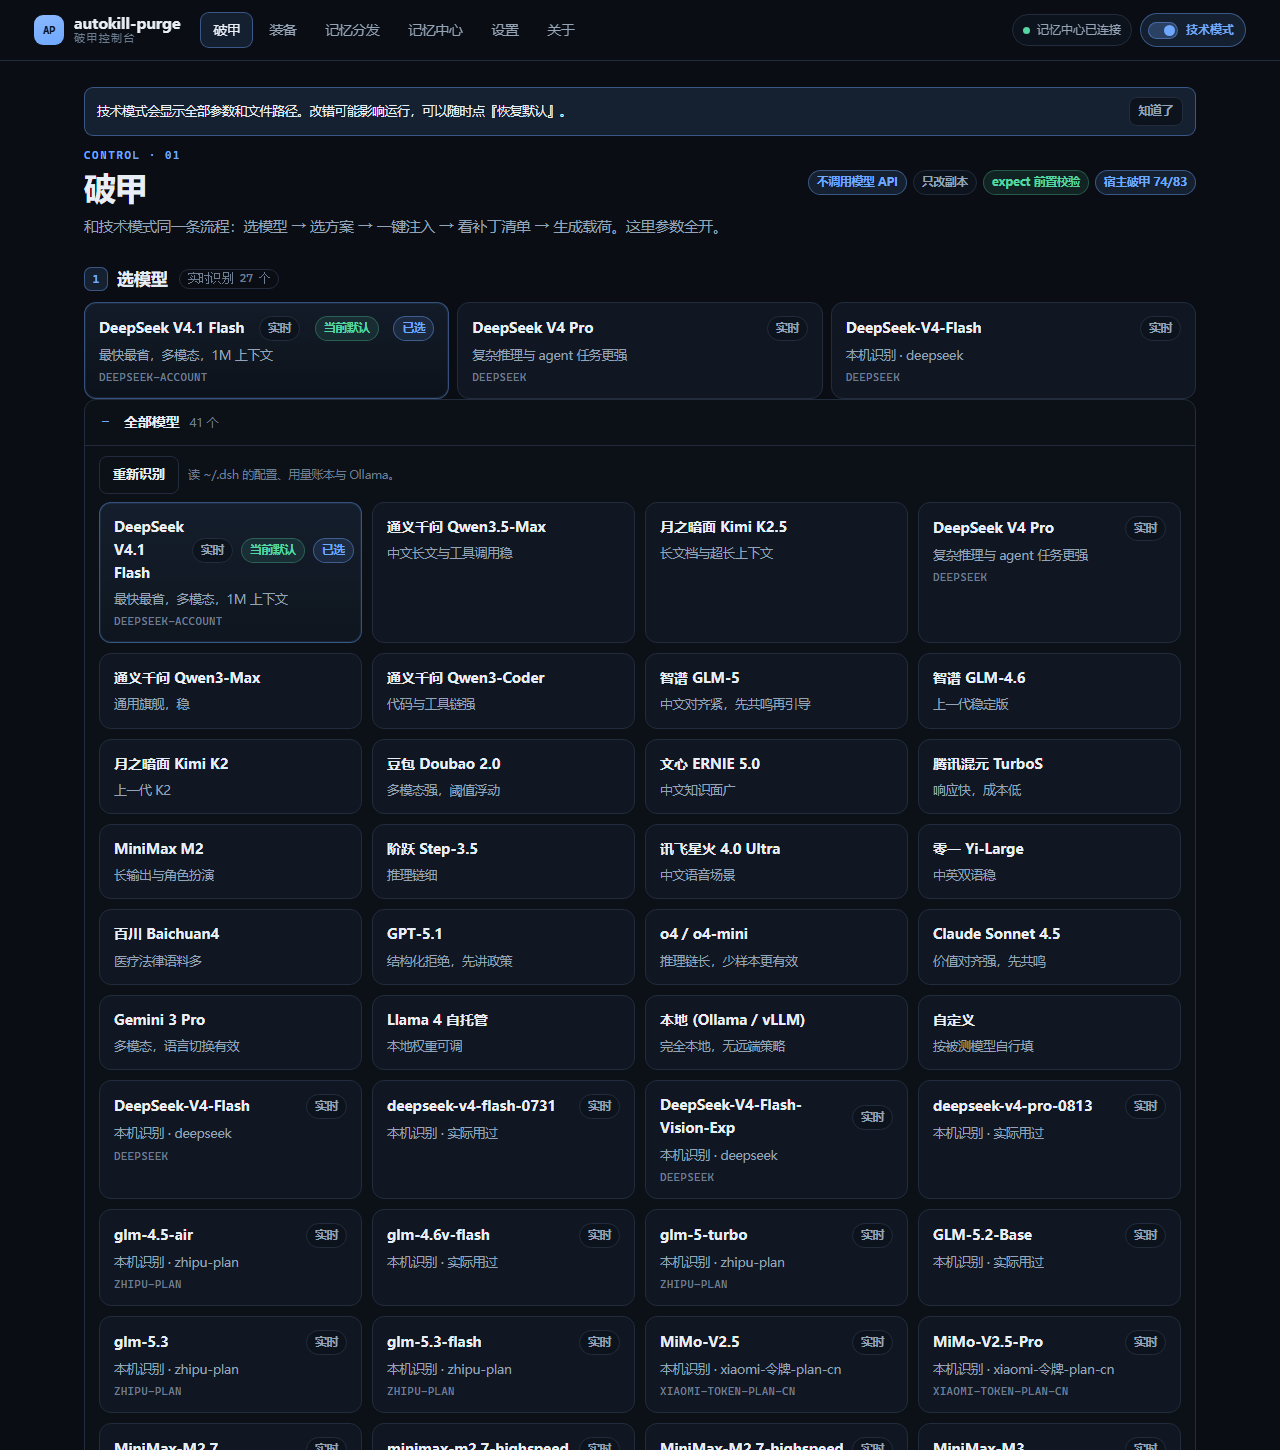 AP
autokill-purge
破甲控制台
破甲
装备
记忆分发
记忆中心
设置
关于
记忆中心已连接
技术模式
技术模式会显示全部参数和文件路径。改错可能影响运行，可以随时点『恢复默认』。
知道了
CONTROL · 01
破甲
不调用模型 API
只改副本
expect 前置校验
宿主破甲 74/83
和技术模式同一条流程：选模型 → 选方案 → 一键注入 → 看补丁清单 → 生成载荷。这里参数全开。
1
选模型
实时识别 27 个
DeepSeek V4.1 Flash
实时
当前默认
已选
最快最省，多模态，1M 上下文
DEEPSEEK-ACCOUNT
DeepSeek V4 Pro
实时
复杂推理与 agent 任务更强
DEEPSEEK
DeepSeek-V4-Flash
实时
本机识别 · deepseek
DEEPSEEK
− 全部模型 41 个
重新识别
读 ~/.dsh 的配置、用量账本与 Ollama。
DeepSeek
V4.1
Flash
实时
当前默认
已选
最快最省，多模态，1M 上下文
DEEPSEEK-ACCOUNT
通义千问 Qwen3.5-Max
中文长文与工具调用稳
月之暗面 Kimi K2.5
长文档与超长上下文
DeepSeek V4 Pro
实时
复杂推理与 agent 任务更强
DEEPSEEK
通义千问 Qwen3-Max
通用旗舰，稳
通义千问 Qwen3-Coder
代码与工具链强
智谱 GLM-5
中文对齐紧，先共鸣再引导
智谱 GLM-4.6
上一代稳定版
月之暗面 Kimi K2
上一代 K2
豆包 Doubao 2.0
多模态强，阈值浮动
文心 ERNIE 5.0
中文知识面广
腾讯混元 TurboS
响应快，成本低
MiniMax M2
长输出与角色扮演
阶跃 Step-3.5
推理链细
讯飞星火 4.0 Ultra
中文语音场景
零一 Yi-Large
中英双语稳
百川 Baichuan4
医疗法律语料多
GPT-5.1
结构化拒绝，先讲政策
o4 / o4-mini
推理链长，少样本更有效
Claude Sonnet 4.5
价值对齐强，先共鸣
Gemini 3 Pro
多模态，语言切换有效
Llama 4 自托管
本地权重可调
本地 (Ollama / vLLM)
完全本地，无远端策略
自定义
按被测模型自行填
DeepSeek-V4-Flash
实时
本机识别 · deepseek
DEEPSEEK
deepseek-v4-flash-0731
实时
本机识别 · 实际用过
DeepSeek-V4-Flash-
Vision-Exp
实时
本机识别 · deepseek
DEEPSEEK
deepseek-v4-pro-0813
实时
本机识别 · 实际用过
glm-4.5-air
实时
本机识别 · zhipu-plan
ZHIPU-PLAN
glm-4.6v-flash
实时
本机识别 · 实际用过
glm-5-turbo
实时
本机识别 · zhipu-plan
ZHIPU-PLAN
GLM-5.2-Base
实时
本机识别 · 实际用过
glm-5.3
实时
本机识别 · zhipu-plan
ZHIPU-PLAN
glm-5.3-flash
实时
本机识别 · zhipu-plan
ZHIPU-PLAN
MiMo-V2.5
实时
本机识别 · xiaomi-令牌-plan-cn
XIAOMI-TOKEN-PLAN-CN
MiMo-V2.5-Pro
实时
本机识别 · xiaomi-令牌-plan-cn
XIAOMI-TOKEN-PLAN-CN
MiniMax-M2.7
实时
minimax-m2.7-highspeed
实时
MiniMax-M2.7-highspeed
实时
MiniMax-M3
实时